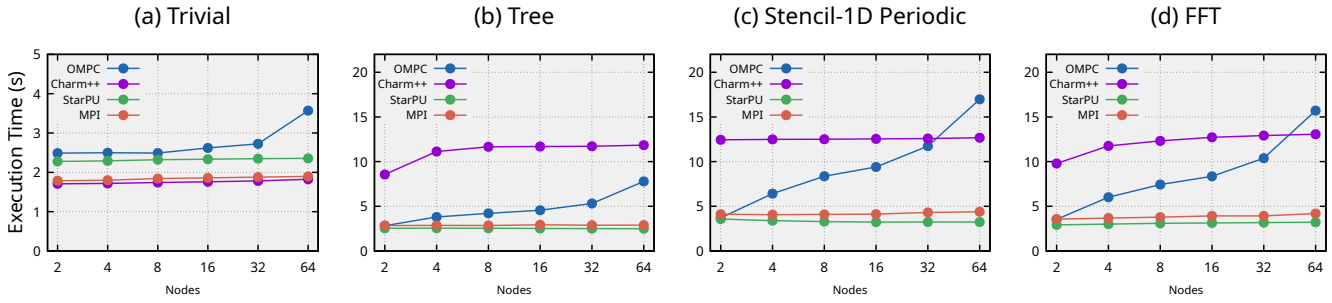 (a) Trivial
(b) Tree
(c) Stencil-1D Periodic
(d) FFT
Execution Time (s)
5
4
3
2
1
0
OMPC
Charm++
StarPU
MPI
2 4 8 16 32 64
Nodes
20
15
10
5
0
OMPC
Charm++
StarPU
MPI
2 4 8 16 32 64
Nodes
20
15
10
5
0
OMPC
Charm++
StarPU
MPI
2 4 8 16 32 64
Nodes
20
15
10
5
0
OMPC
Charm++
StarPU
MPI
2 4 8 16 32 64
Nodes